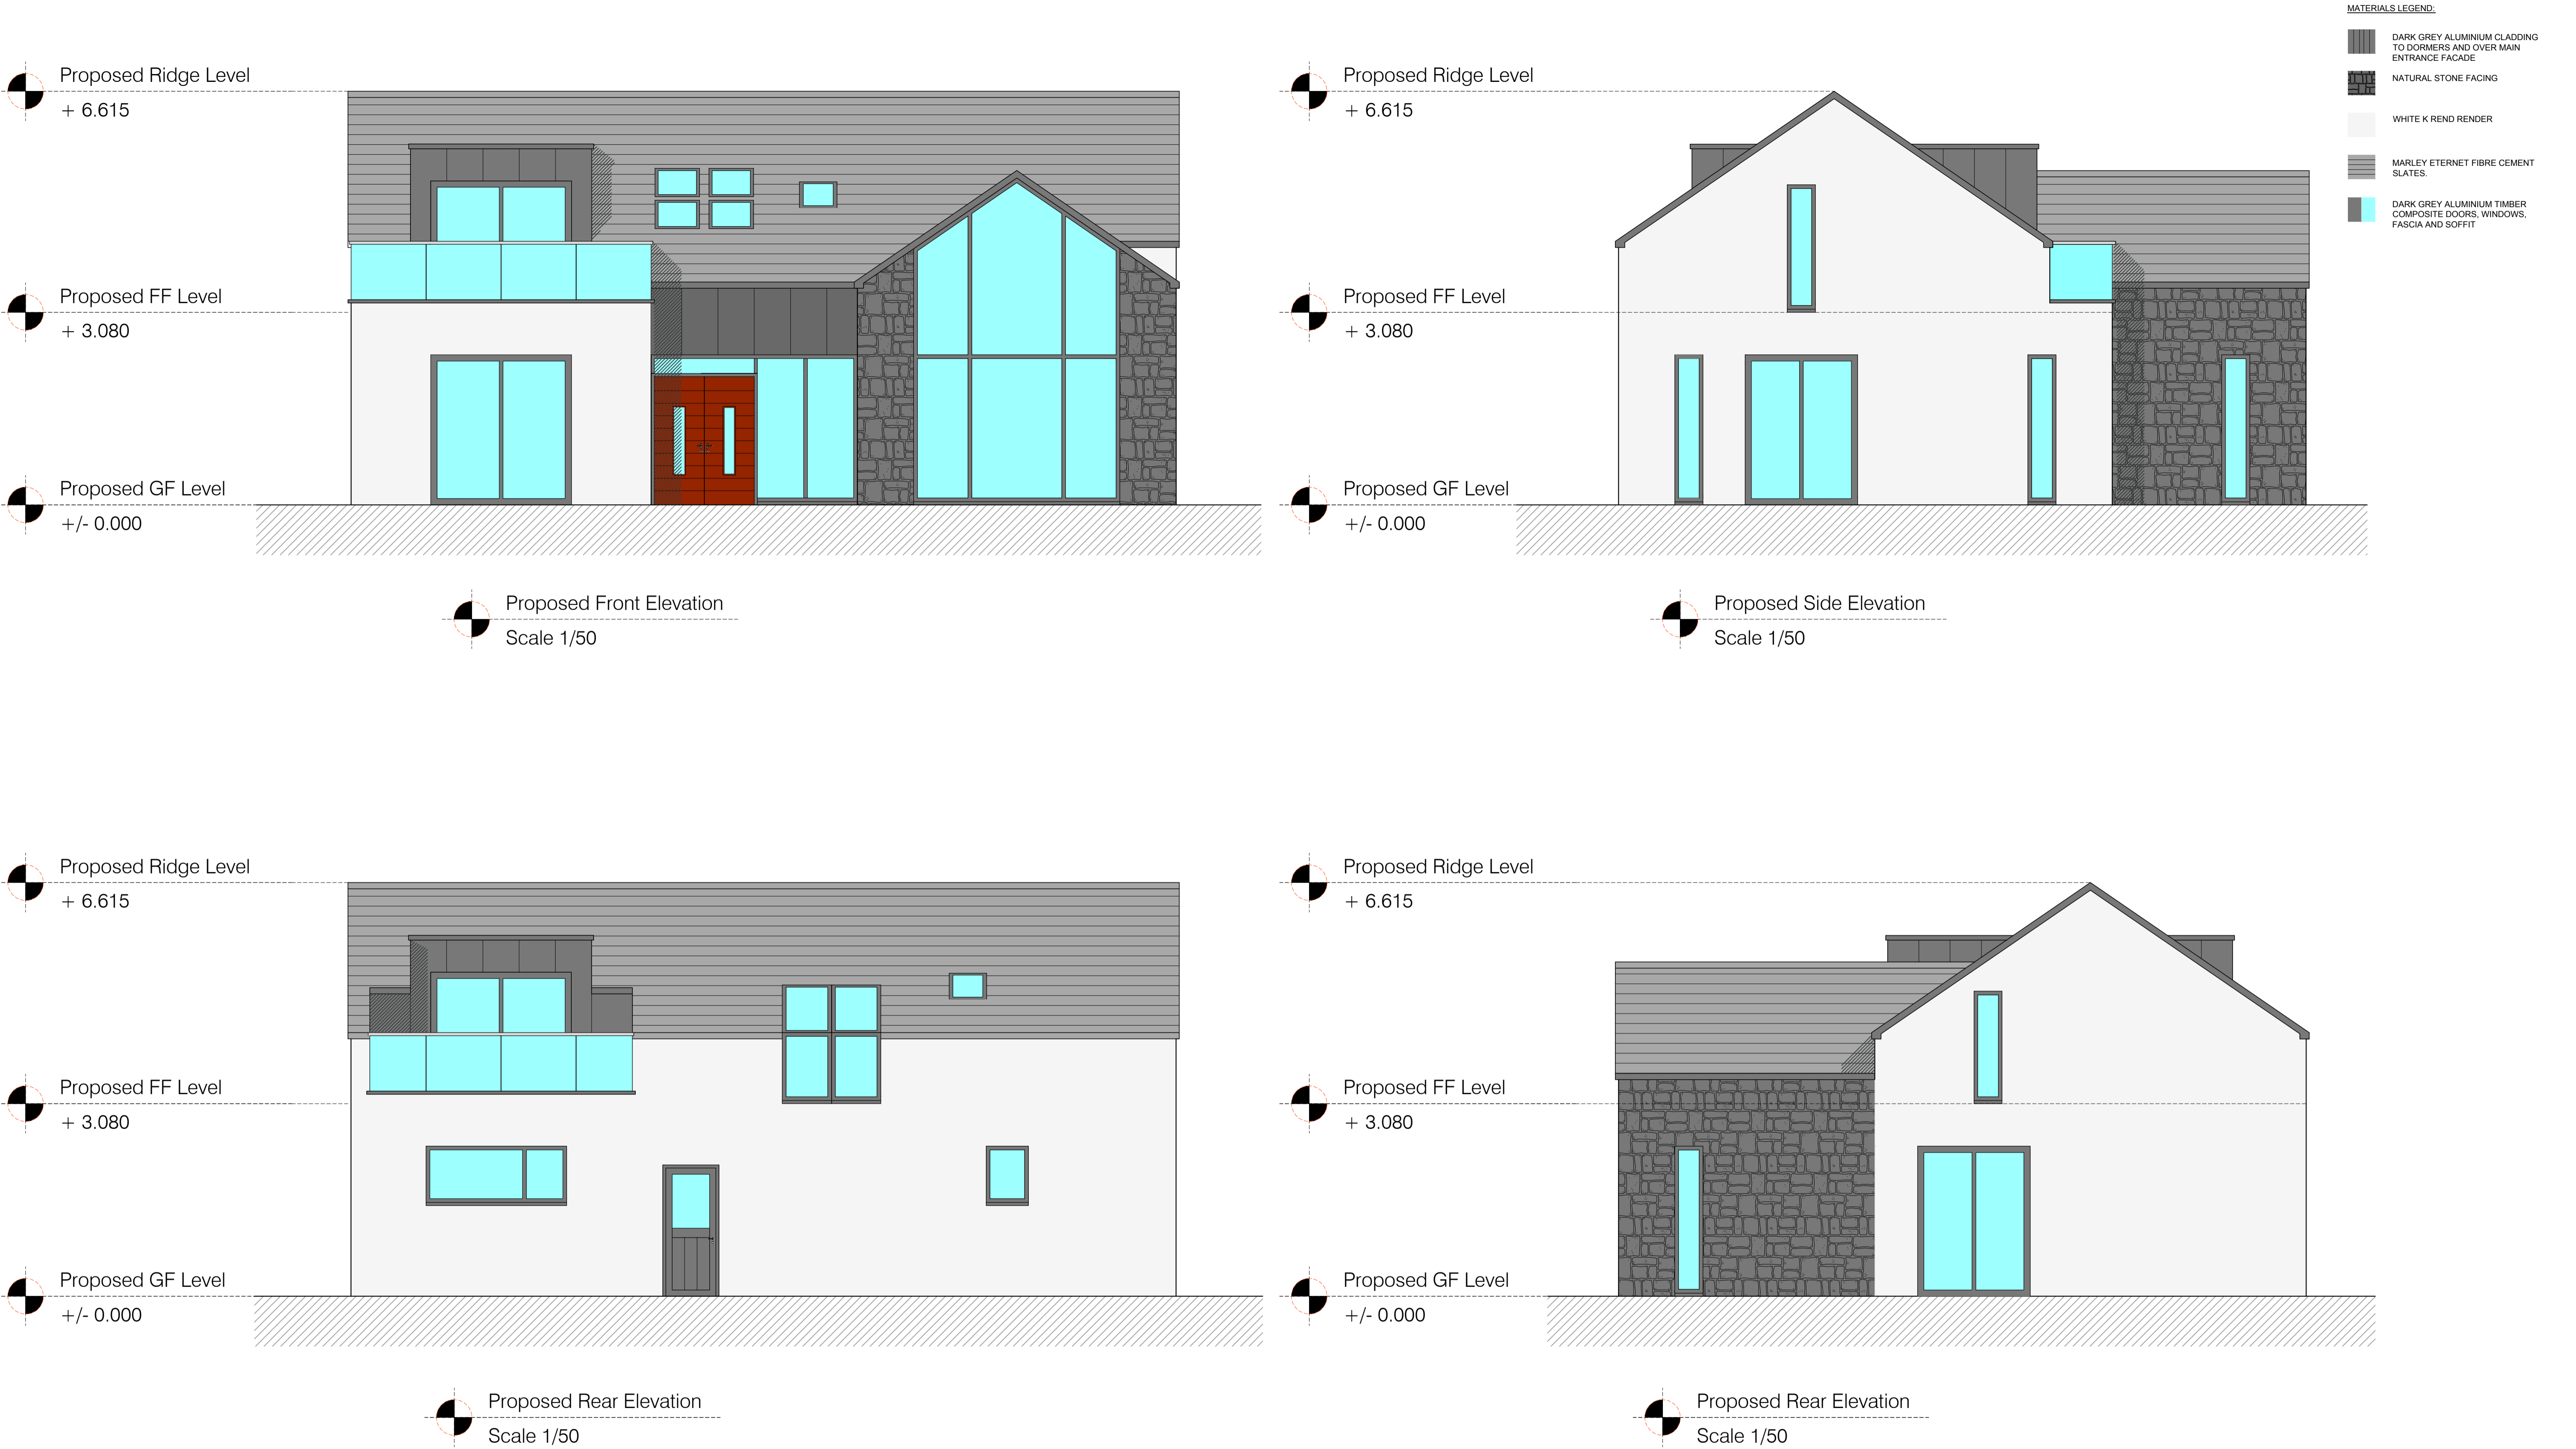 MATERIALS LEGEND:
DARK GREY ALUMINIUM CLADDING
TO DORMERS AND OVER MAIN
ENTRANCE FACADE
NATURAL STONE FACING
WHITE K REND RENDER
MARLEY ETERNET FIBRE CEMENT
SLATES.
DARK GREY ALUMINIUM TIMBER
COMPOSITE DOORS, WINDOWS,
FASCIA AND SOFFIT
Proposed Ridge Level
+ 6.615
Proposed FF Level
+ 3.080
Proposed GF Level
+/- 0.000
Proposed Front Elevation
Scale 1/50
Proposed Ridge Level
+ 6.615
Proposed FF Level
+ 3.080
Proposed GF Level
+/- 0.000
Proposed Side Elevation
Scale 1/50
Proposed Ridge Level
+ 6.615
Proposed FF Level
+ 3.080
Proposed GF Level
+/- 0.000
Proposed Rear Elevation
Scale 1/50
Proposed Ridge Level
+ 6.615
Proposed FF Level
+ 3.080
Proposed GF Level
+/- 0.000
Proposed Rear Elevation
Scale 1/50